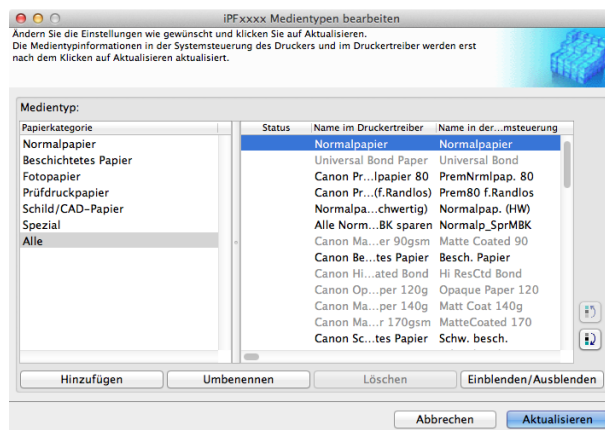 iPFxxxx Medientypen bearbeiten
Ändern Sie die Einstellungen wie gewünscht und klicken Sie auf Aktualisieren.
Die Medientypinformationen in der Systemsteuerung des Druckers und im Druckertreiber werden erst
nach dem Klicken auf Aktualisieren aktualisiert.
Medientyp:
Papierkategorie
Normalpapier
Beschichtetes Papier
Fotopapier
Prüfdruckpapier
Schild/CAD-Papier
Spezial
Alle
Status Name im Druckertreiber Name in der...msteuerung
Normalpapier Normalpapier
Universal Bond Paper Universal Bond
Canon Pr...lpapier 80 PremNrmlpap. 80
Canon Pr...(f.Randlos) Prem80 f.Randlos
Normalpa...chwertig) Normalpap. (HW)
Alle Norm...BK sparen Normalp_SprMBK
Canon Ma...er 90gsm Matte Coated 90
Canon Be...tes Papier Besch. Papier
Canon Hi...ated Bond Hi ResCtd Bond
Canon Op...per 120g Opaque Paper 120
Canon Ma...per 140g Matt Coat 140g
Canon Ma...r 170gsm MatteCoated 170
Canon Sc...tes Papier Schw. besch.
Hinzufügen Umbenennen Löschen Einblenden/Ausblenden
Abbrechen Aktualisieren